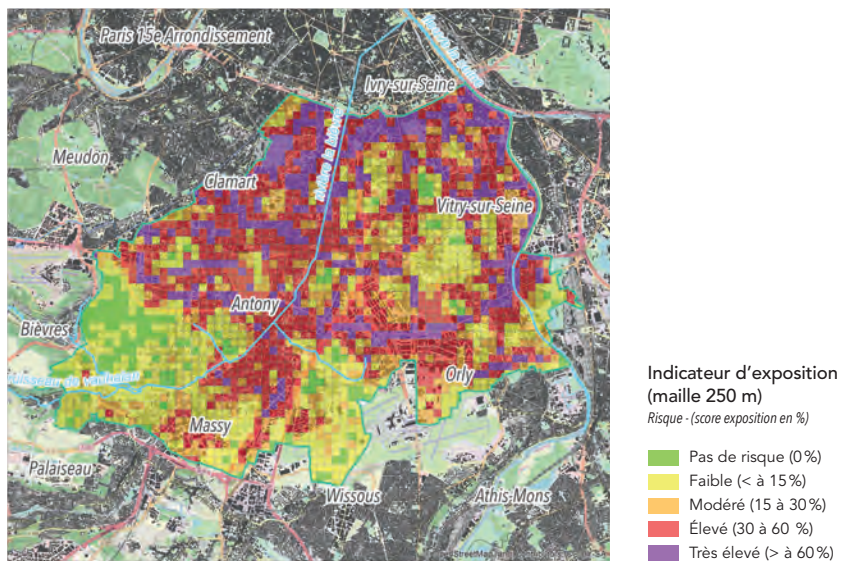 Paris 15e Arrondissement
Ivry-sur-Seine
Meudon
Clamart
Vitry-sur-Seine
Antony
Bièvres
Orly
Massy
Palaiseau
Wissous
Athis-Mons
Indicateur d'exposition
(maille 250 m)
Risque - (score exposition en %)
Pas de risque (0 %)
Faible (< à 15 %)
Modéré (15 à 30 %)
Élevé (30 à 60 %)
Très élevé (> à 60 %)